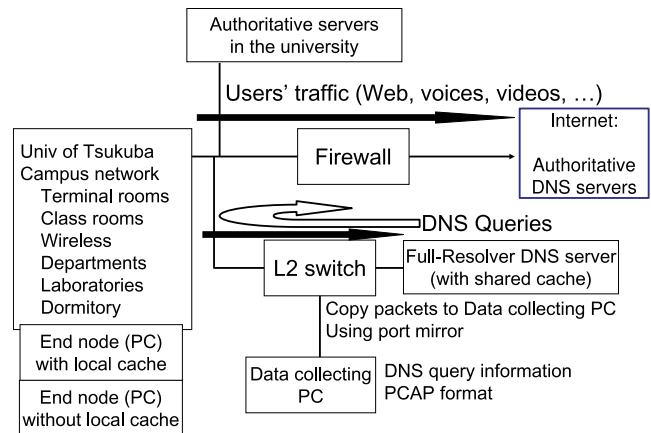 Authoritative servers
in the university
Users' traffic (Web, voices, videos, …)
Internet:
Authoritative
DNS servers
Univ of Tsukuba
Campus network
Terminal rooms
Class rooms
Wireless
Departments
Laboratories
Dormitory
Firewall
DNS Queries
L2 switch
Full-Resolver DNS server
(with shared cache)
Copy packets to Data collecting PC
Using port mirror
End node (PC)
with local cache
End node (PC)
without local cache
Data collecting
PC
DNS query information
PCAP format